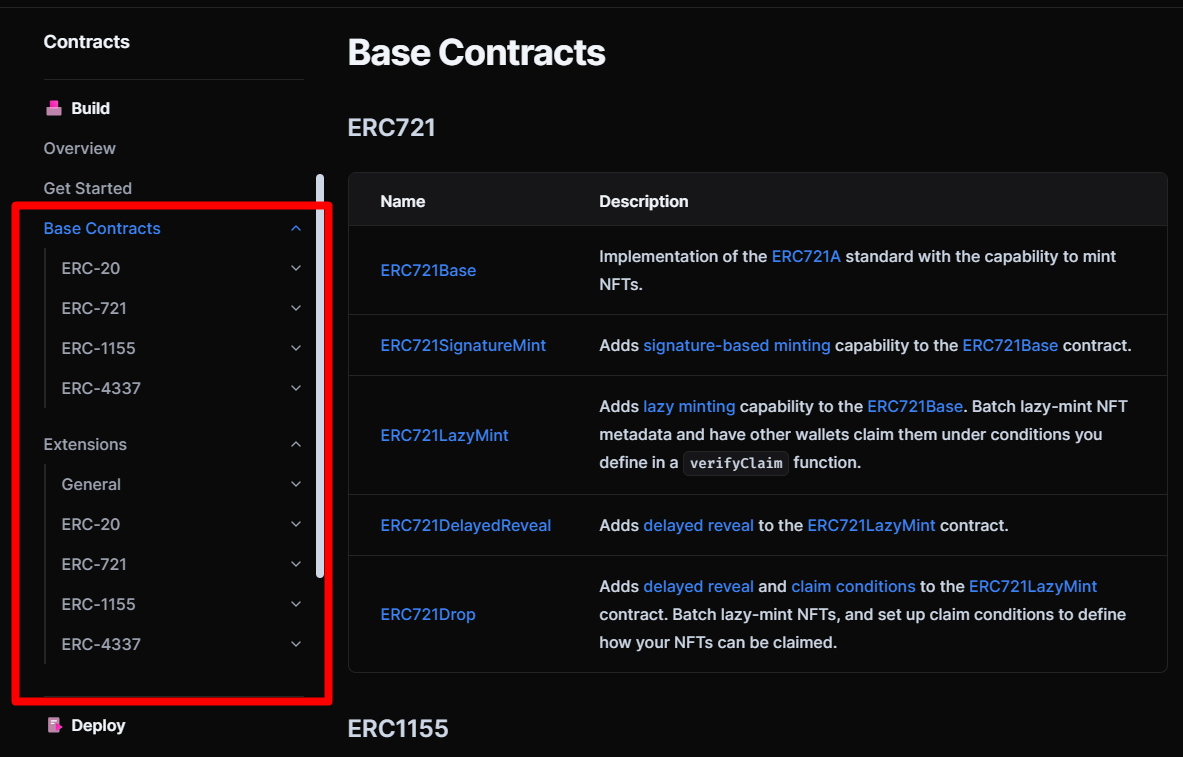 Contracts
Build
Overview
Get Started
Base Contracts
ERC-20
ERC-721
ERC-1155
ERC-4337
Extensions
General
ERC-20
ERC-721
ERC-1155
ERC-4337
Deploy
Base Contracts
ERC721
Name Description
ERC721Base
Implementation of the ERC721A standard with the capability to mint
NFTs.
ERC721SignatureMint
Adds signature-based minting capability to the ERC721Base contract.
ERC721LazyMint
Adds lazy minting capability to the ERC721Base. Batch lazy-mint NFT
metadata and have other wallets claim them under conditions you
define in a verifyClaim function.
ERC721DelayedReveal
Adds delayed reveal to the ERC721LazyMint contract.
ERC721Drop
Adds delayed reveal and claim conditions to the ERC721LazyMint
contract. Batch lazy-mint NFTs, and set up claim conditions to define
how your NFTs can be claimed.
ERC1155